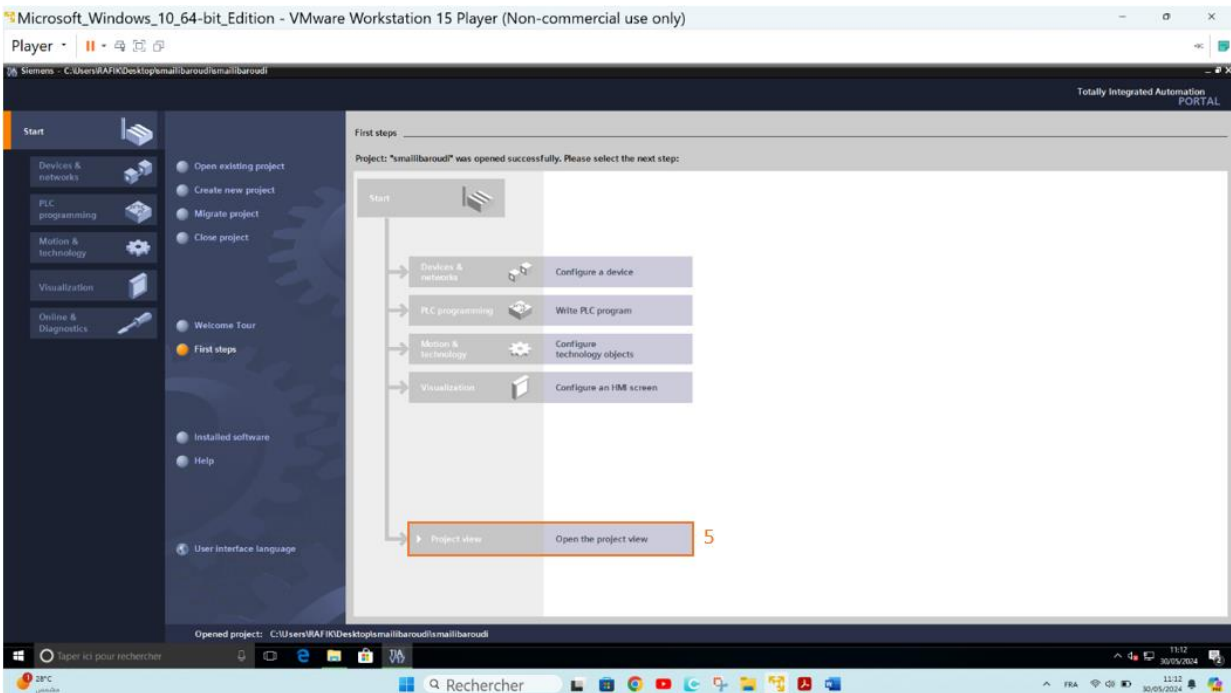 Microsoft_Windows_10_64-bit_Edition - VMware Workstation 15 Player (Non-commercial use only)
Player
Siemens - C:\Users\RAFIK\Desktop\smailibaroudi\smailibaroudi
Totally Integrated Automation
PORTAL
Start
Devices &
networks
PLC
programming
Motion &
technology
Visualization
Online &
Diagnostics
Open existing project
Create new project
Migrate project
Close project
Welcome Tour
First steps
Installed software
Help
User interface language
First steps
Project: "smailibaroudi" was opened successfully. Please select the next step:
Start
Devices &
networks
Configure a device
PLC programming
Write PLC program
Motion &
technology
Configure
technology objects
Visualization
Configure an HMI screen
Project view
Open the project view
5
Opened project: C:\Users\RAFIK\Desktop\smailibaroudi\smailibaroudi
Taper ici pour rechercher
11:12
30/05/2024
28°C
Rechercher
FRA
11:12
30/05/2024